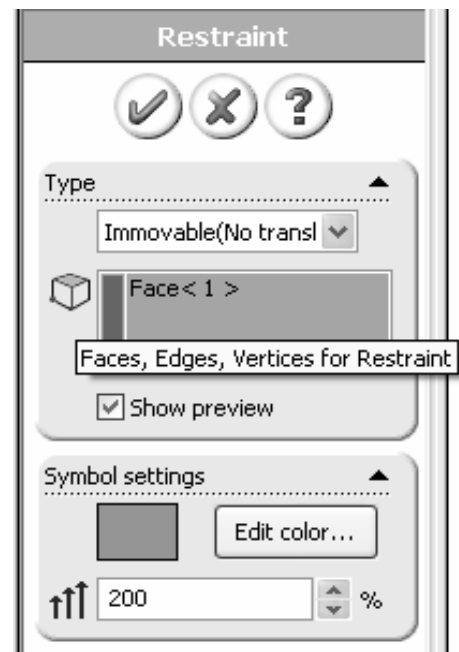 Restraint
?
Type
Immovable(No transl
Face< 1 >
Faces, Edges, Vertices for Restraint
Show preview
Symbol settings
Edit color...
200 %